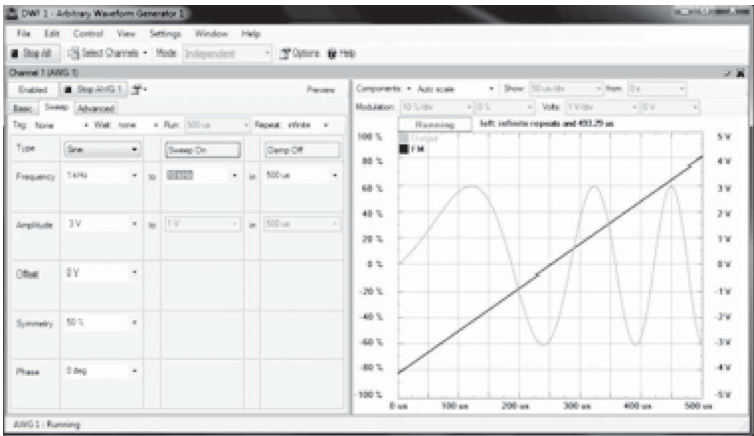 DWF 1 - Arbitrary Waveform Generator 1
File Edit Control View Settings Window Help
Stop All Select Channels Mode: Independent Options Help
Channel 1 (AWG 1)
Enabled Stop AWG 1 Preview
Basic Sweep Advanced
Trig: None Wait: none Run: 500 us Repeat: infinite
Type Sine Sweep On Damp Off
Frequency 1 kHz to 10 kHz in 500 us
Amplitude 3 V to 1 V in 500 us
Offset 0 V
Symmetry 50 %
Phase 0 deg
Components: Auto scale Show: 50 us/div from: 0 s
Modulation: 10 %/div 0 % Volts: 1 V/div 0 V
Running left: infinite repeats and 493.29 us
Output
FM
100 % 5 V
80 % 4 V
60 % 3 V
40 % 2 V
20 % 1 V
0 % 0 V
-20 % -1 V
-40 % -2 V
-60 % -3 V
-80 % -4 V
-100 % -5 V
0 us 100 us 200 us 300 us 400 us 500 us
AWG 1: Running